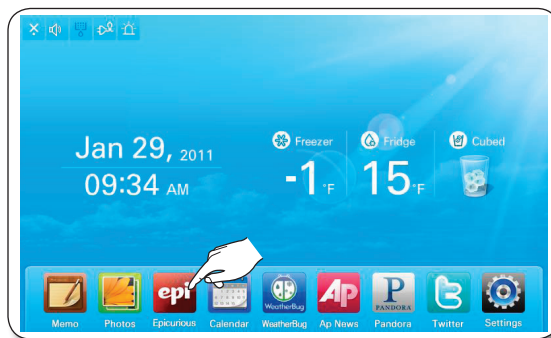 Freezer
Fridge
Cubed
Jan 29, 2011
-1 °F
15 °F
09:34 AM
epi
WeatherBug
AP
P
PANDORA
Memo
Photos
Epicurious
Calendar
WeatherBug
Ap News
Pandora
Twitter
Settings